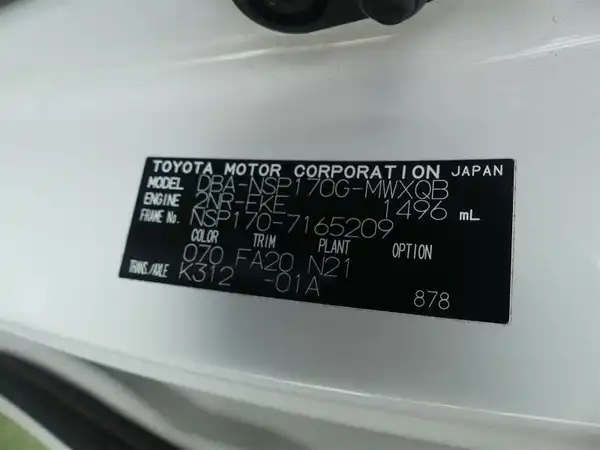 TOYOTA MOTOR CORPORATION JAPAN
MODEL DBA-NSP170G-MWXQB
ENGINE 2NR-FKE 1496 mL
FRAME No. NSP170-7165209
COLOR TRIM PLANT OPTION
070 FA20 N21
TRANS./AXLE K312 -01A
878